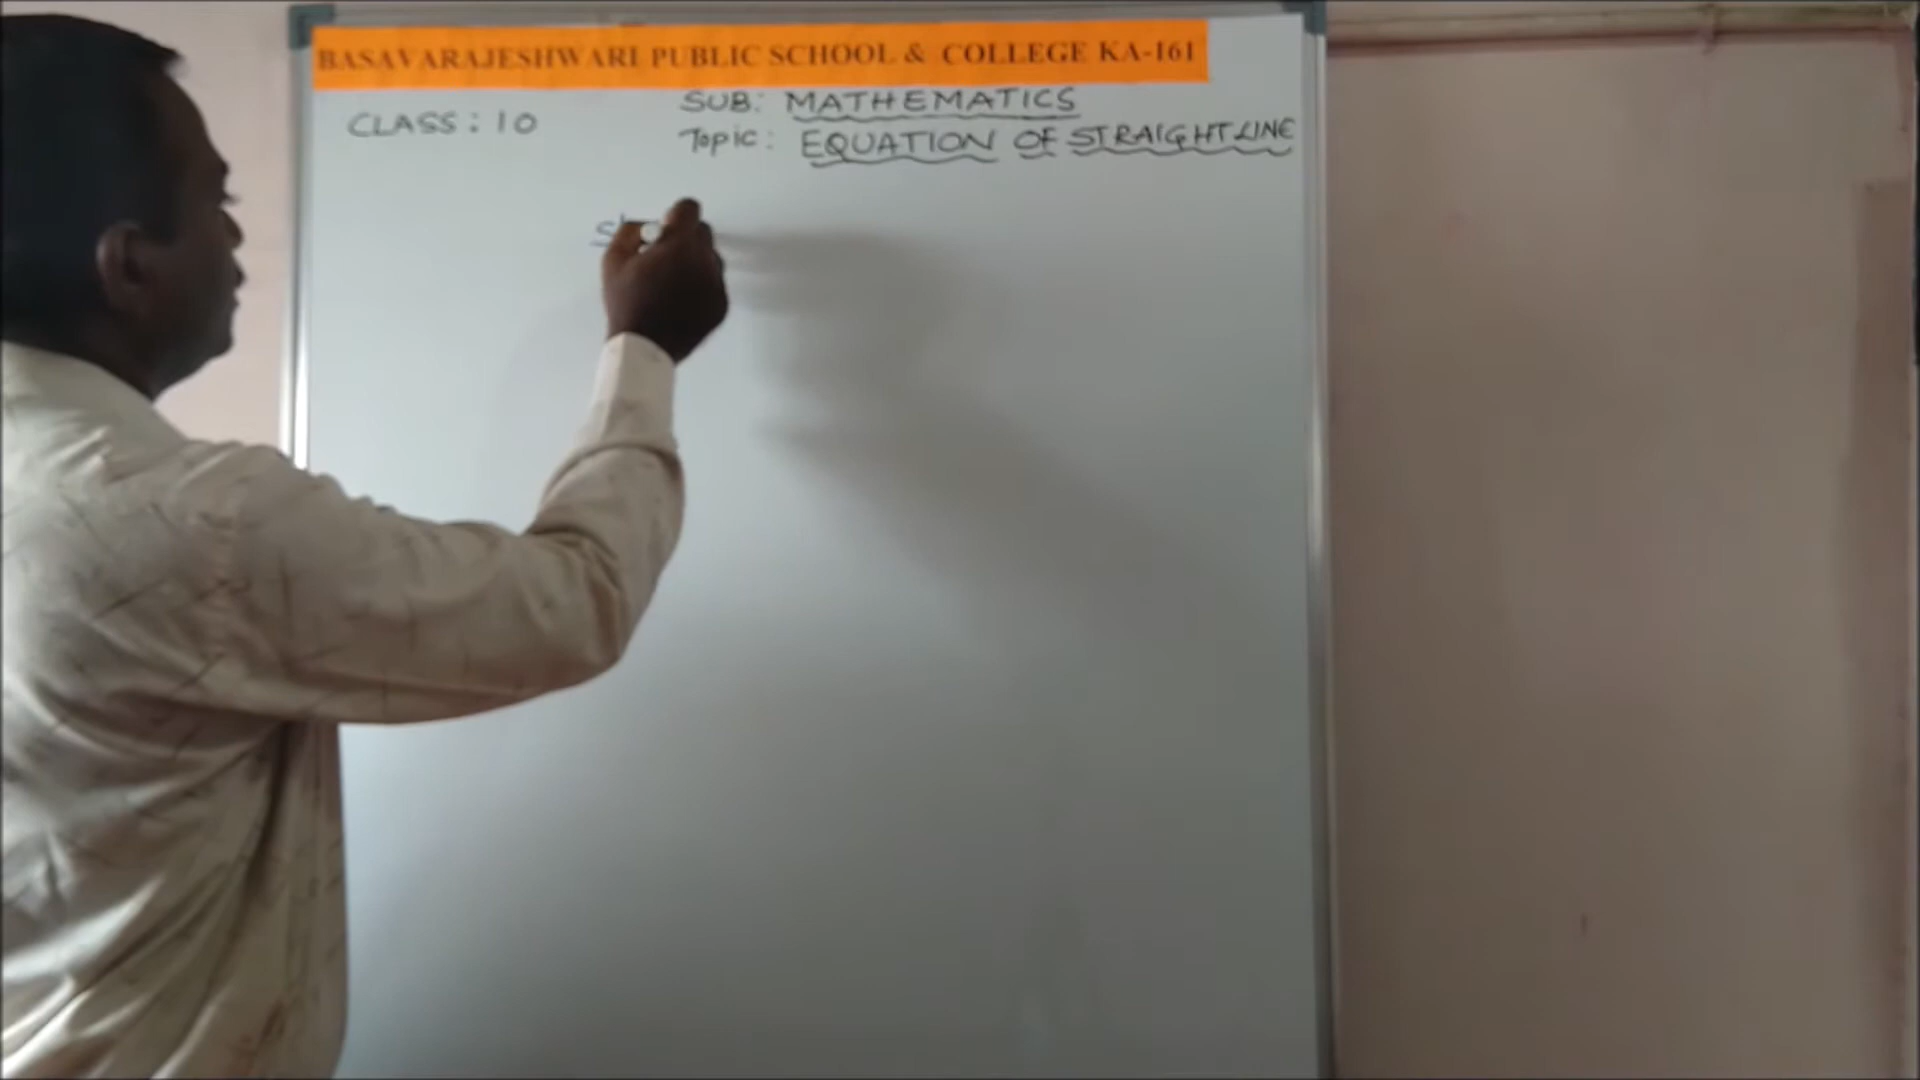 BASAVARAJESHWARI PUBLIC SCHOOL & COLLEGE KA-161
CLASS: 10
SUB: MATHEMATICS
Topic: EQUATION OF STRAIGHT LINE